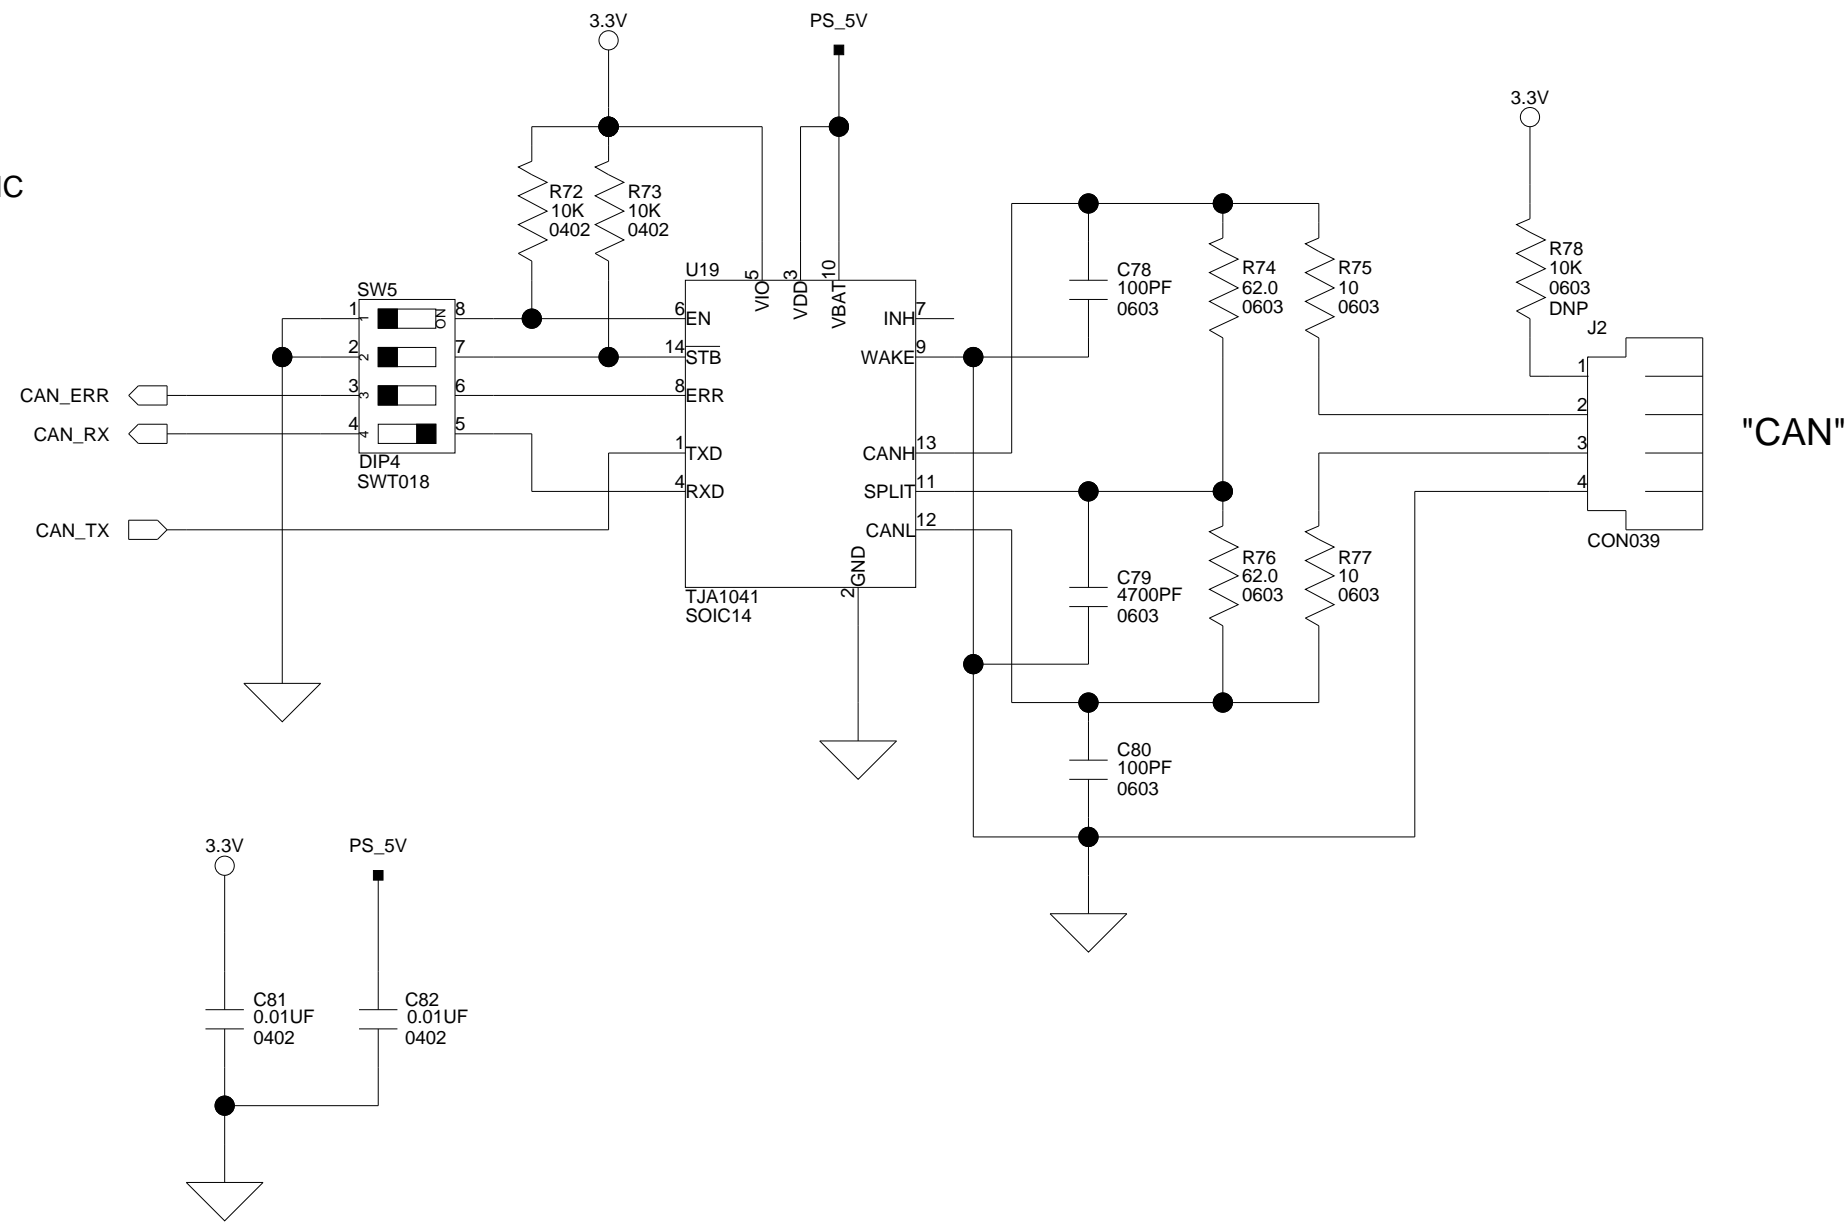 3.3V
PS_5V
3.3V
IC
R72
10K
0402
R73
10K
0402
C78
100PF
0603
R74
62.0
0603
R75
10
0603
R78
10K
0603
DNP
U19
5
3
10
VIO
VDD
VBAT
SW5
1
2
3
4
1
2
3
4
ON
8
7
6
5
DIP4
SWT018
CAN_ERR
CAN_RX
CAN_TX
6
14
8
1
4
EN
STB
ERR
TXD
RXD
INH
7
WAKE
9
CANH
13
SPLIT
11
CANL
12
GND
2
TJA1041
SOIC14
J2
1
2
3
4
CON039
"CAN"
C79
4700PF
0603
R76
62.0
0603
R77
10
0603
C80
100PF
0603
3.3V
PS_5V
C81
0.01UF
0402
C82
0.01UF
0402